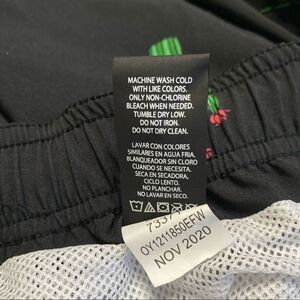 MACHINE WASH COLD
WITH LIKE COLORS.
ONLY NON-CHLORINE
BLEACH WHEN NEEDED.
TUMBLE DRY LOW.
DO NOT IRON.
DO NOT DRY CLEAN.
LAVAR CON COLORES
SIMILARES EN AGUA FRIA.
BLANQUEADOR SIN CLORO
CUANDO SE NECESITA.
SECA EN SECADORA,
CICLO LENTO.
NO PLANCHAR.
NO LAVAR EN SECO.
OY1211850EFW
NOV 2020